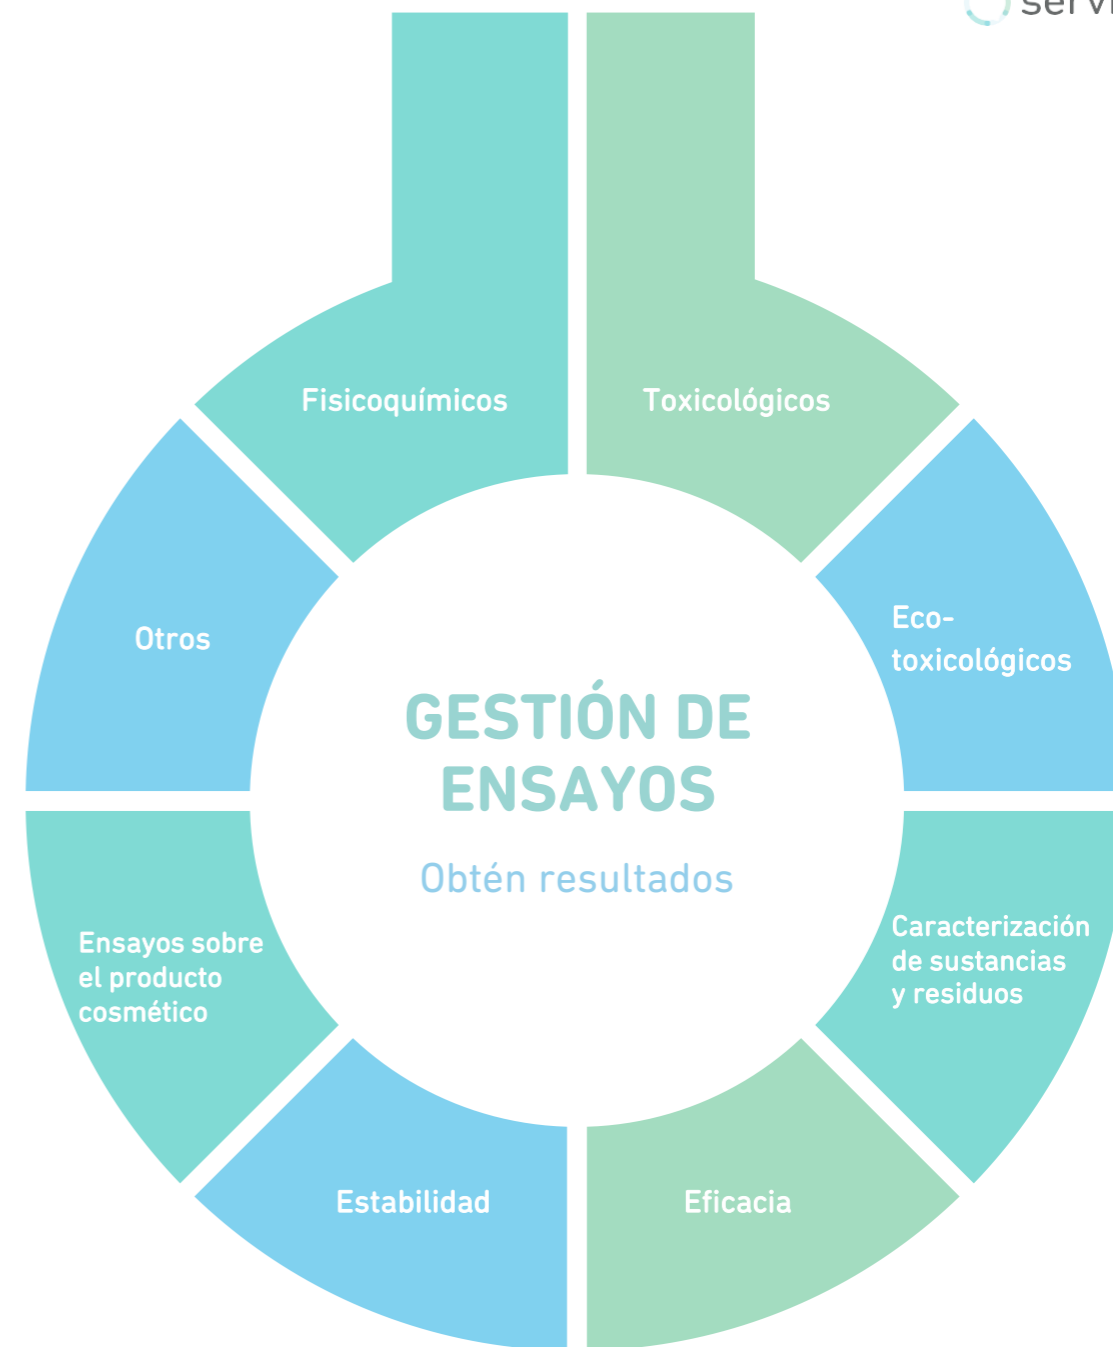 Fisicoquímicos
Toxicológicos
Otros
Eco-
toxicológicos
GESTIÓN DE
ENSAYOS
Obtén resultados
Ensayos sobre
el producto
cosmético
Caracterización
de sustancias
y residuos
Estabilidad
Eficacia